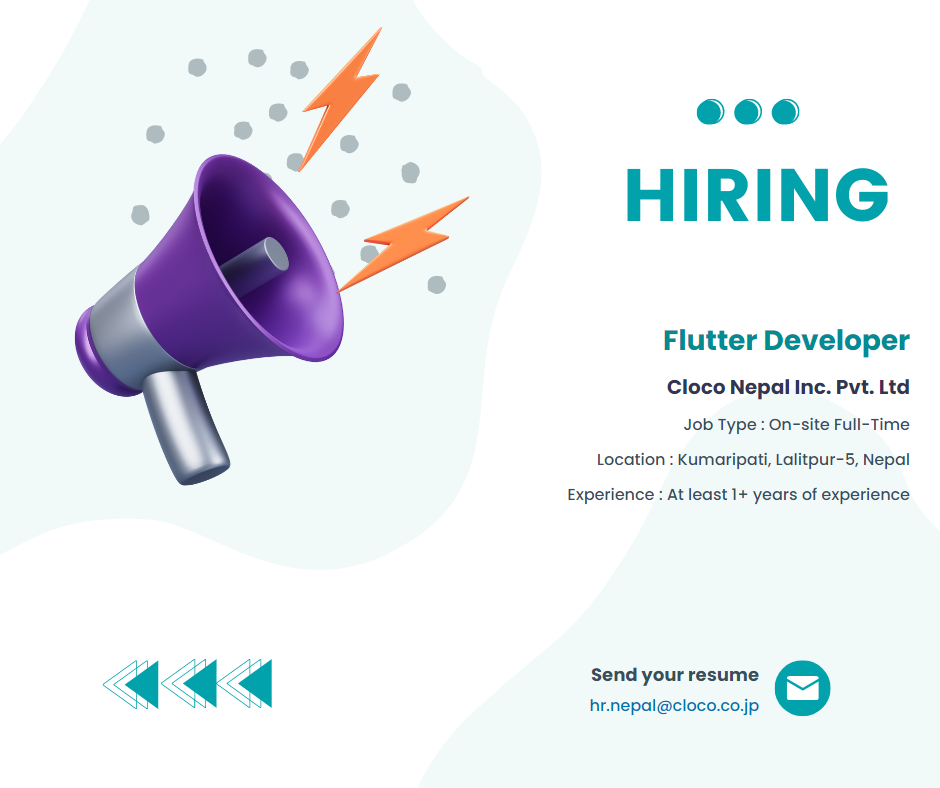 HIRING
Flutter Developer
Cloco Nepal Inc. Pvt. Ltd
Job Type : On-site Full-Time
Location : Kumaripati, Lalitpur-5, Nepal
Experience : At least 1+ years of experience
Send your resume
hr.nepal@cloco.co.jp